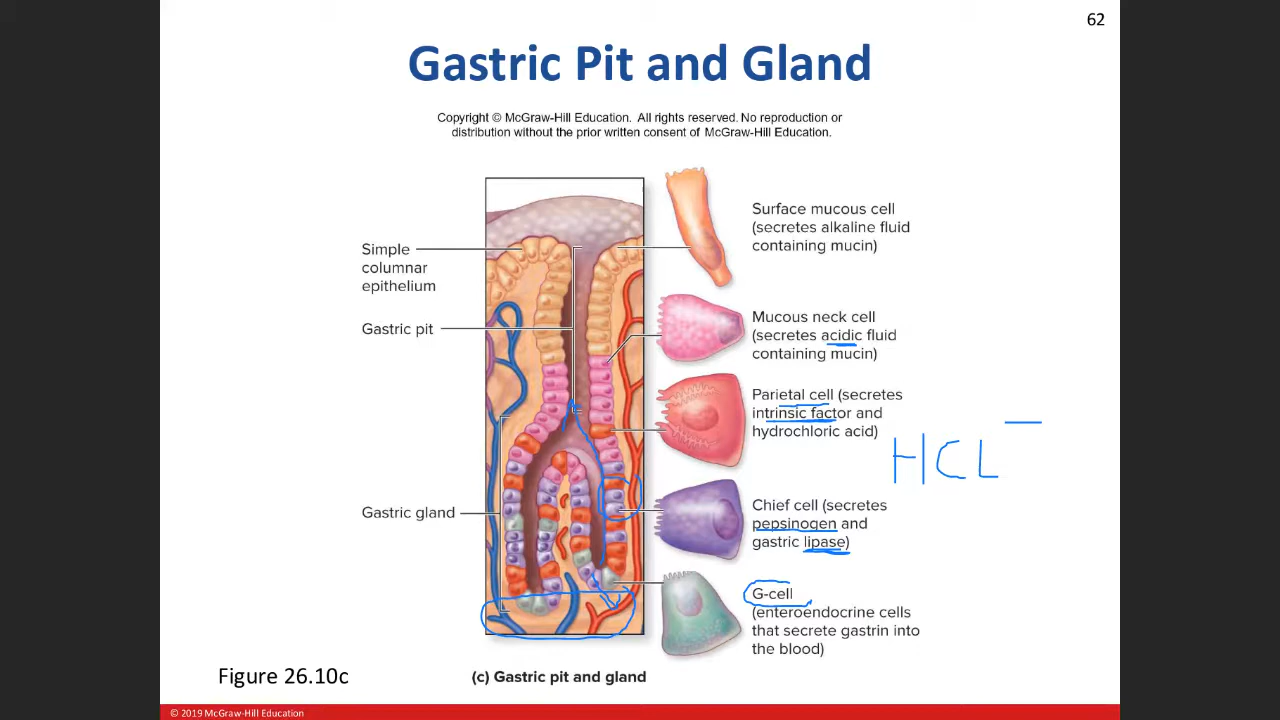 62
Gastric Pit and Gland
Copyright © McGraw-Hill Education. All rights reserved. No reproduction or
distribution without the prior written consent of McGraw-Hill Education.
Simple
columnar
epithelium
Gastric pit
Gastric gland
Surface mucous cell
(secretes alkaline fluid
containing mucin)
Mucous neck cell
(secretes acidic fluid
containing mucin)
Parietal cell (secretes
intrinsic factor and
hydrochloric acid)
HCL
Chief cell (secretes
pepsinogen and
gastric lipase)
G-cell
(enteroendocrine cells
that secrete gastrin into
the blood)
Figure 26.10c
(c) Gastric pit and gland
© 2019 McGraw-Hill Education